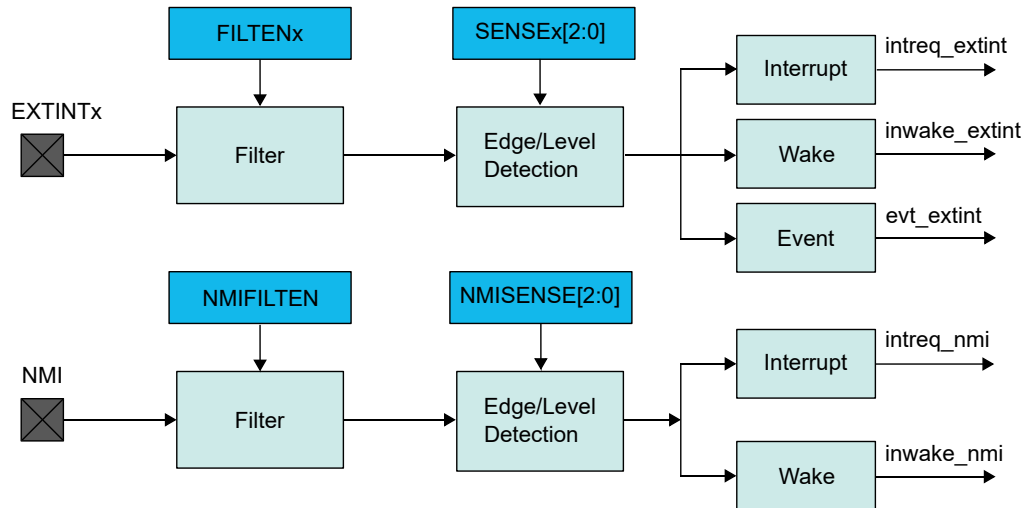 FILTENx
SENSEx[2:0]
EXTINTx
Filter
Edge/Level
Detection
Interrupt
intreq_extint
Wake
inwake_extint
Event
evt_extint
NMIFILTEN
NMISENSE[2:0]
NMI
Filter
Edge/Level
Detection
Interrupt
intreq_nmi
Wake
inwake_nmi